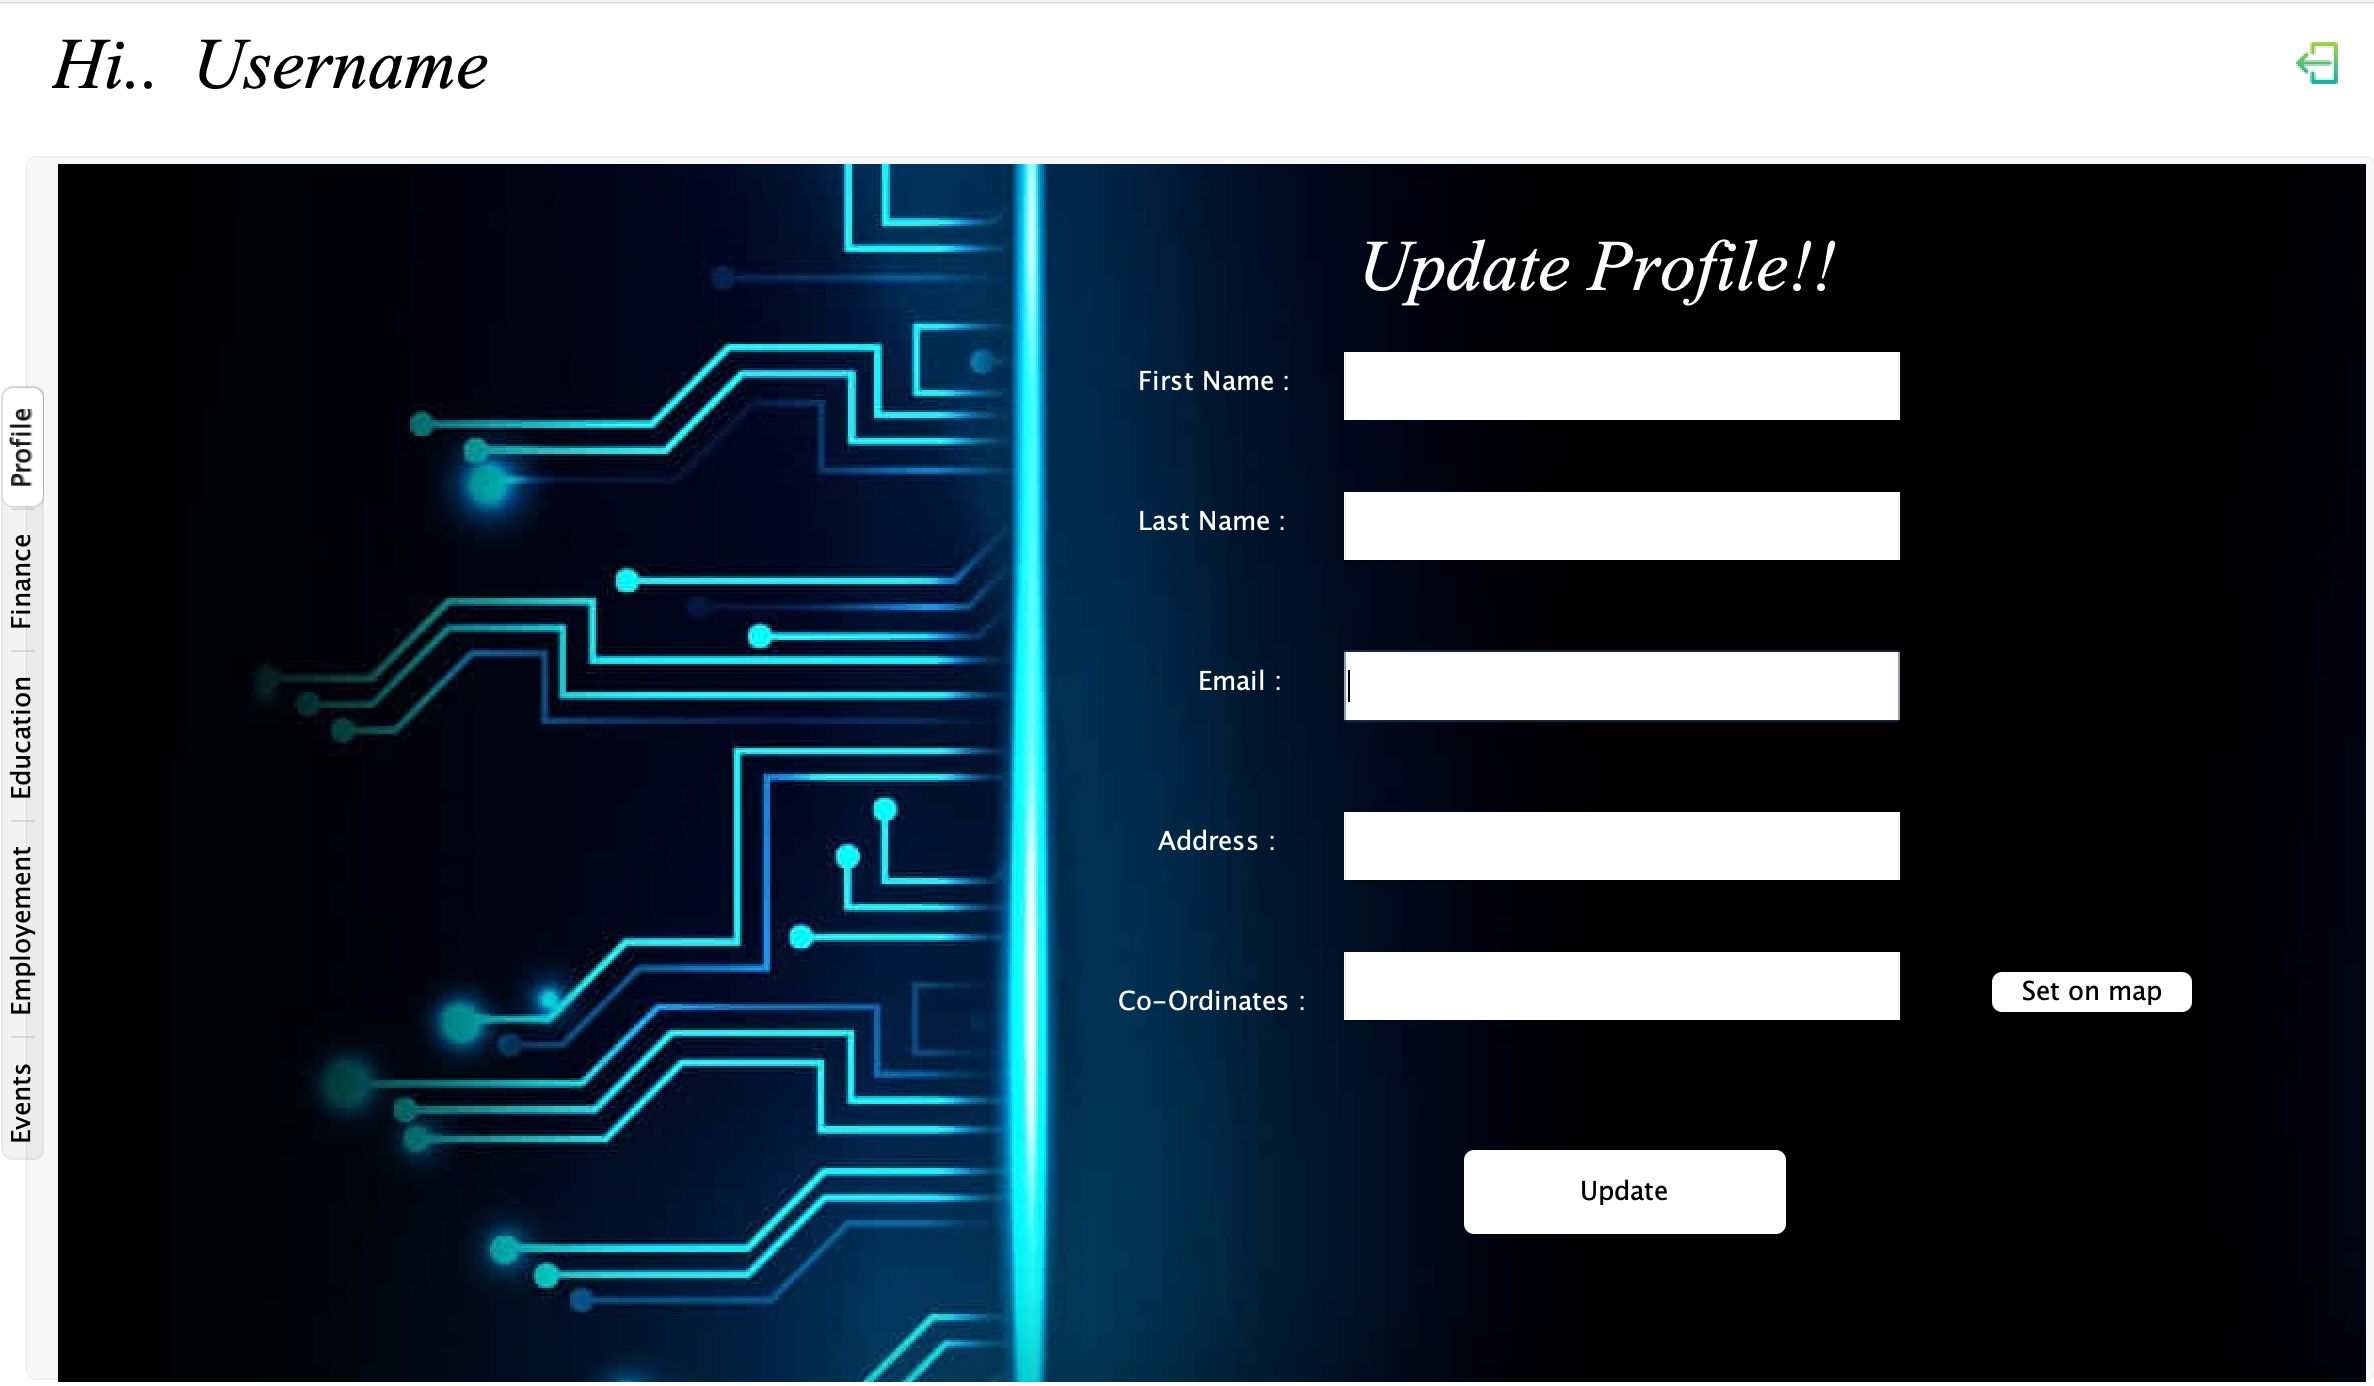 Hi.. Username
Profile
Finance
Education
Employement
Events
Update Profile!!
First Name :
Last Name :
Email :
Address :
Co-Ordinates :
Set on map
Update